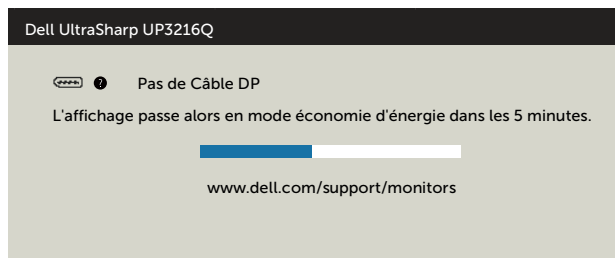 Dell UltraSharp UP3216Q
? Pas de Câble DP
L'affichage passe alors en mode économie d'énergie dans les 5 minutes.
www.dell.com/support/monitors